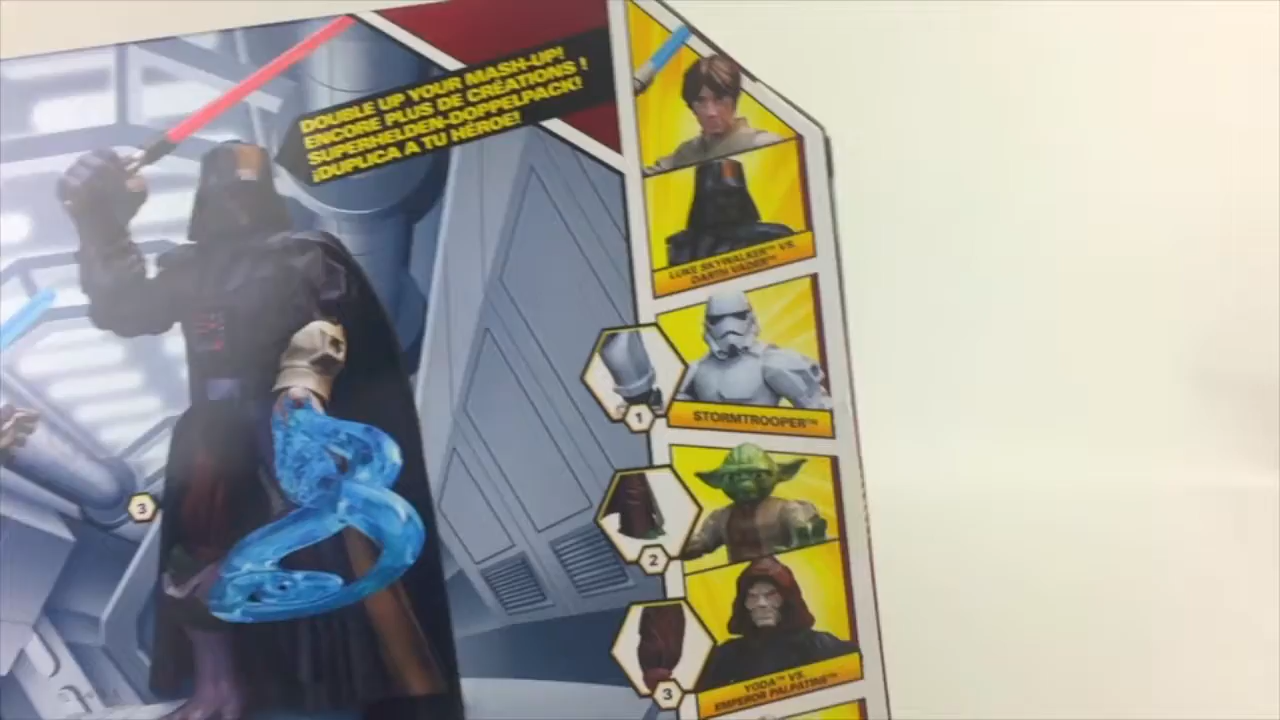 DOUBLE UP YOUR MASH-UP!
ENCORE PLUS DE CRÉATIONS !
SUPERHELDEN-DOPPELPACK!
¡DUPLICA A TU HÉROE!
LUKE SKYWALKER™ VS.
DARTH VADER™
1
STORMTROOPER™
3
2
3
YODA™ VS.
EMPEROR PALPATINE™